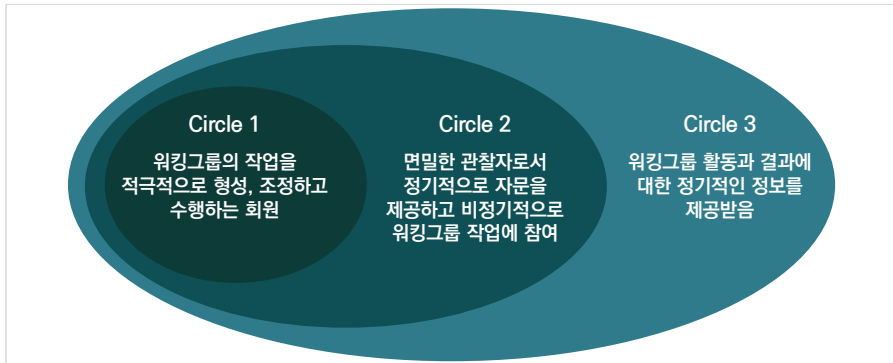 Circle 1
워킹그룹의 작업을
적극적으로 형성, 조정하고
수행하는 회원
Circle 2
면밀한 관찰자로서
정기적으로 자문을
제공하고 비정기적으로
워킹그룹 작업에 참여
Circle 3
워킹그룹 활동과 결과에
대한 정기적인 정보를
제공받음